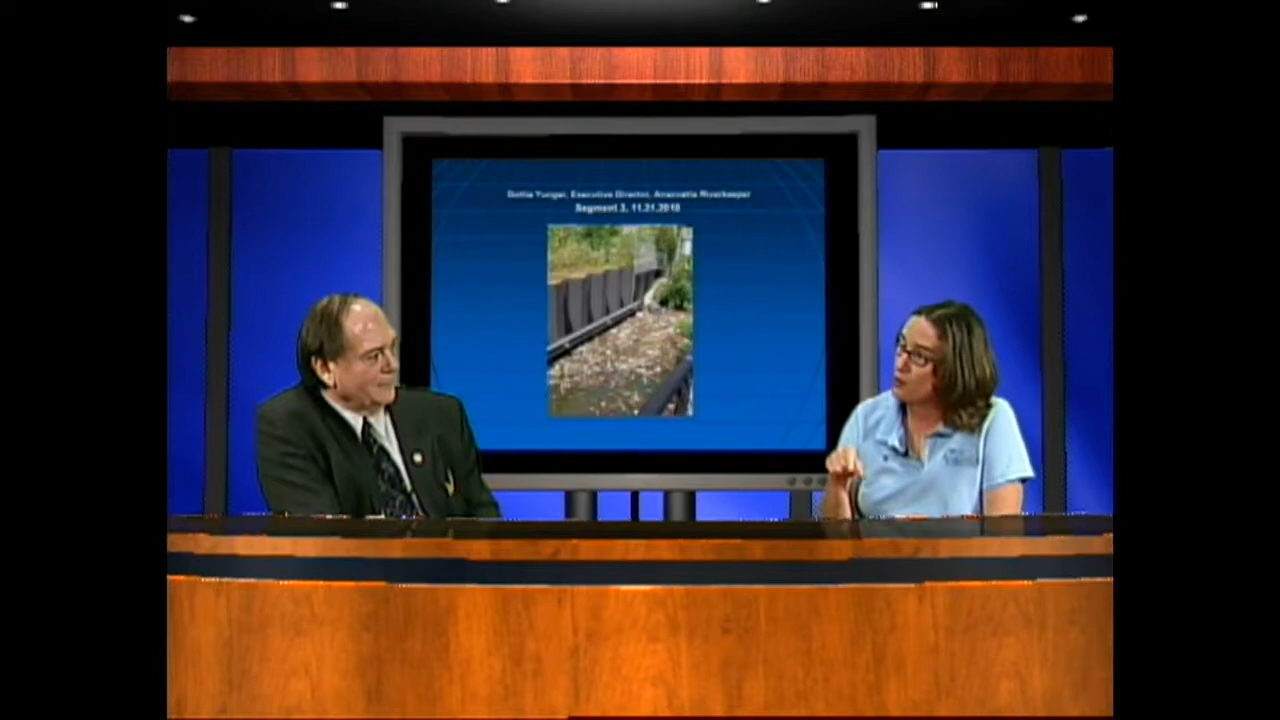 Dottie Yunger, Executive Director, Anacostia Riverkeeper
Segment 3, 11.21.2010